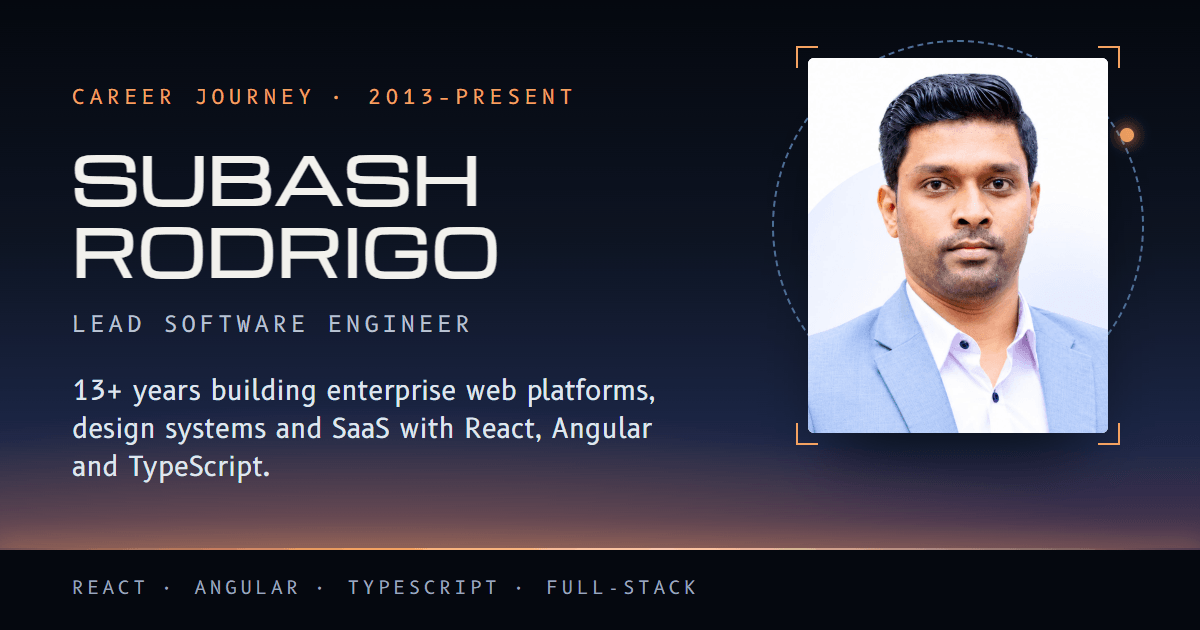 CAREER JOURNEY · 2013-PRESENT
SUBASH
RODRIGO
LEAD SOFTWARE ENGINEER
13+ years building enterprise web platforms,
design systems and SaaS with React, Angular
and TypeScript.
REACT · ANGULAR · TYPESCRIPT · FULL-STACK